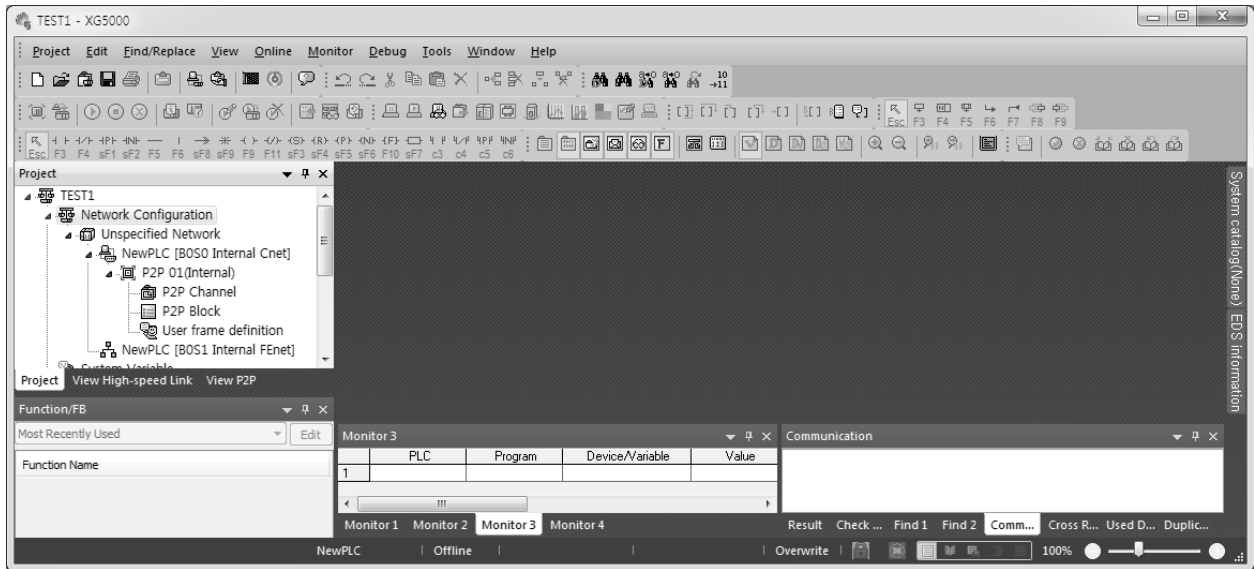 TEST1 - XG5000
Project Edit Find/Replace View Online Monitor Debug Tools Window Help
Esc F3 F4 F5 F6 F7 F8 F9
Esc F3 F4 sF1 sF2 F5 F6 sF8 sF9 F9 F11 sF3 sF4 sF5 sF6 F10 sF7 c3 c4 c5 c6
Project
TEST1
Network Configuration
Unspecified Network
NewPLC [B0S0 Internal Cnet]
P2P 01(Internal)
P2P Channel
P2P Block
User frame definition
NewPLC [B0S1 Internal FEnet]
System Variable
Project View High-speed Link View P2P
System catalog(None) EDS information
Function/FB
Most Recently Used Edit
Function Name
Monitor 3
PLC Program Device/Variable Value
1
Monitor 1 Monitor 2 Monitor 3 Monitor 4
Communication
Result Check ... Find 1 Find 2 Comm... Cross R... Used D... Duplic...
NewPLC Offline Overwrite 100%